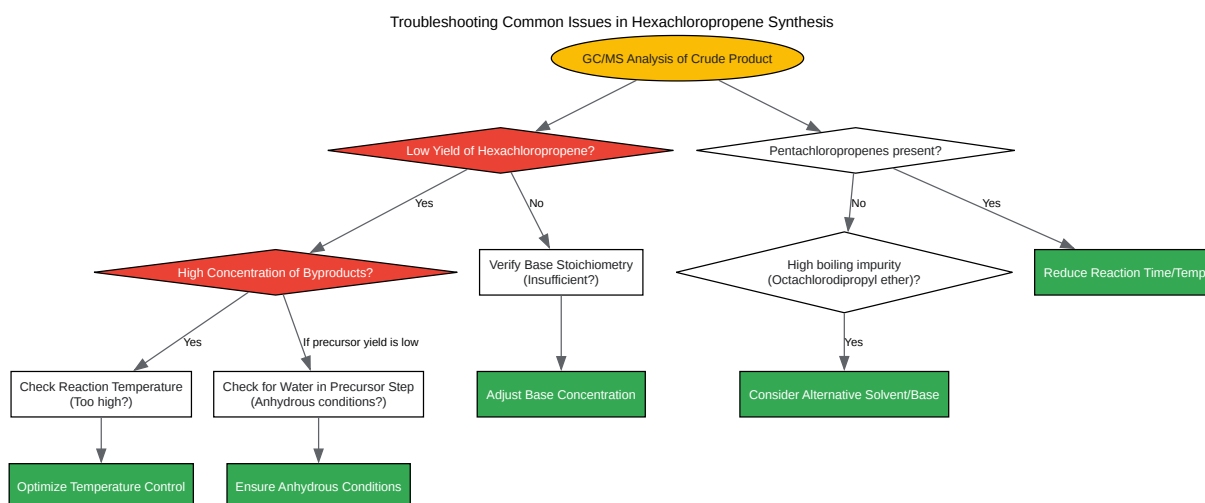 Troubleshooting Common Issues in Hexachloropropene Synthesis
GC/MS Analysis of Crude Product
Low Yield of Hexachloropropene?
Pentachloropropenes present?
Yes
No
No
Yes
High Concentration of Byproducts?
Verify Base Stoichiometry
(Insufficient?)
High boiling impurity
(Octachlorodipropyl ether)?
Reduce Reaction Time/Temp
Yes
If precursor yield is low
Yes
Check Reaction Temperature
(Too high?)
Check for Water in Precursor Step
(Anhydrous conditions?)
Adjust Base Concentration
Consider Alternative Solvent/Base
Optimize Temperature Control
Ensure Anhydrous Conditions